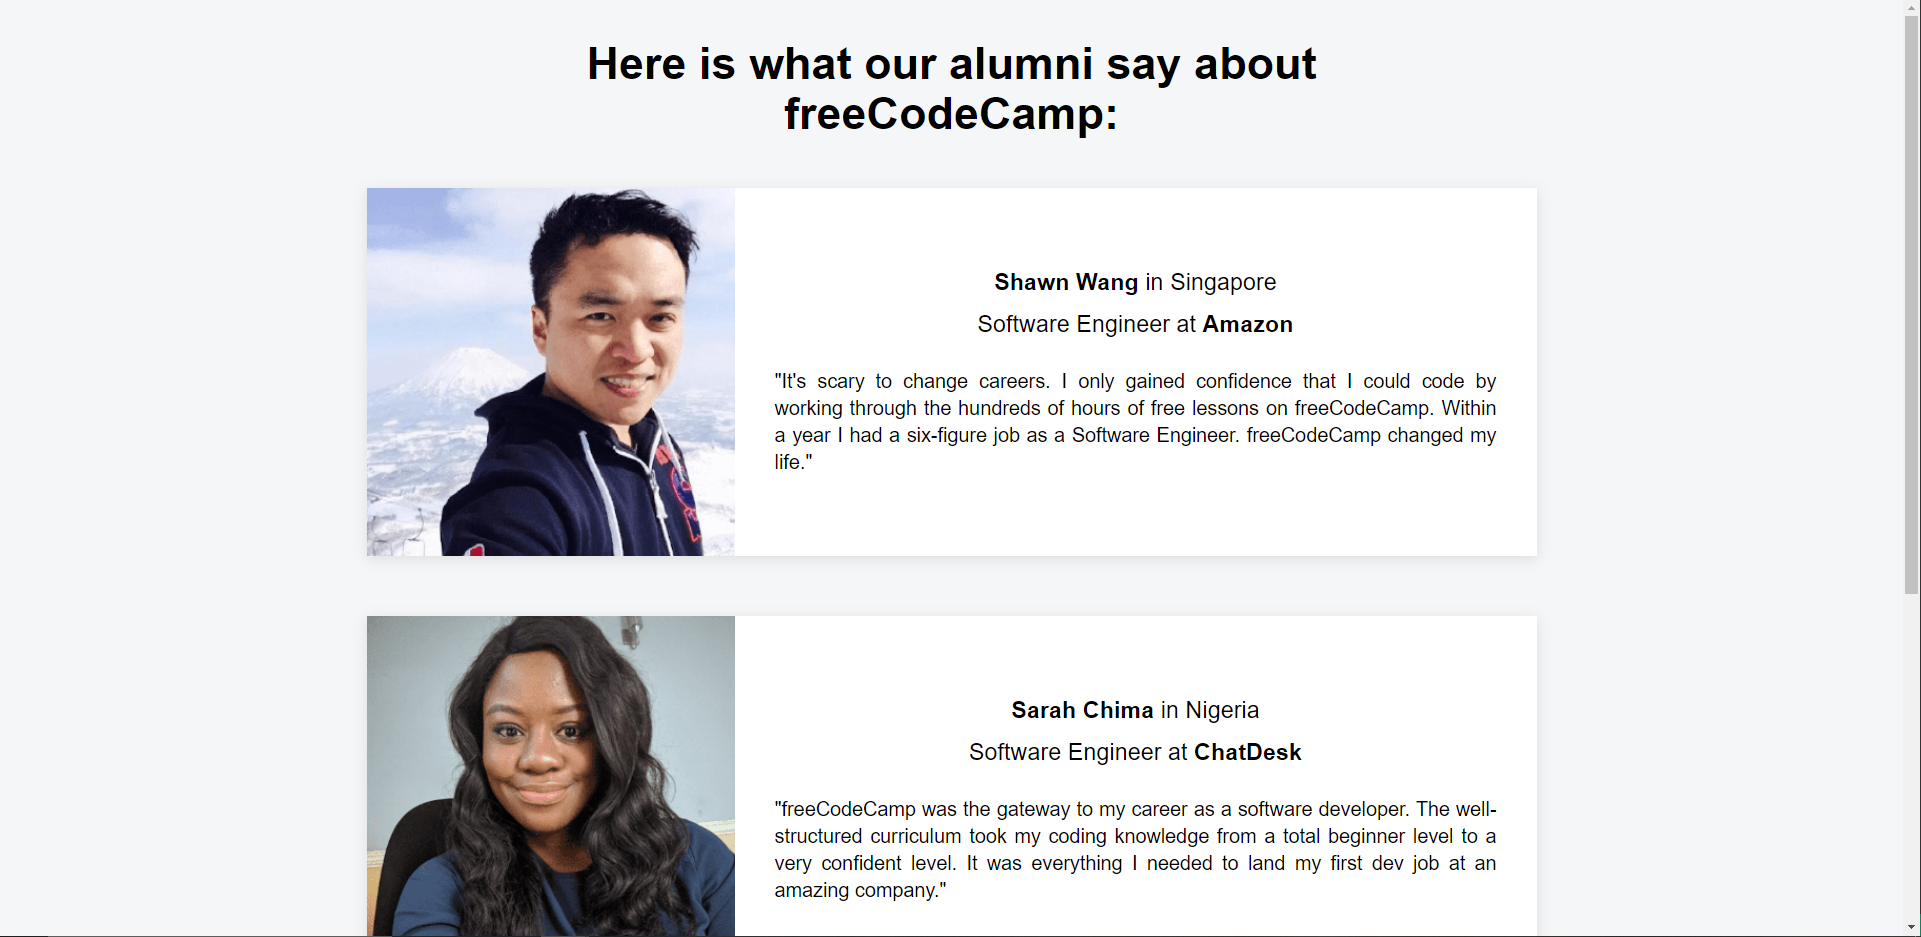 Here is what our alumni say about
freeCodeCamp:
Shawn Wang in Singapore
Software Engineer at Amazon
"It's scary to change careers. I only gained confidence that I could code by
working through the hundreds of hours of free lessons on freeCodeCamp. Within
a year I had a six-figure job as a Software Engineer. freeCodeCamp changed my
life."
Sarah Chima in Nigeria
Software Engineer at ChatDesk
"freeCodeCamp was the gateway to my career as a software developer. The well-
structured curriculum took my coding knowledge from a total beginner level to a
very confident level. It was everything I needed to land my first dev job at an
amazing company."